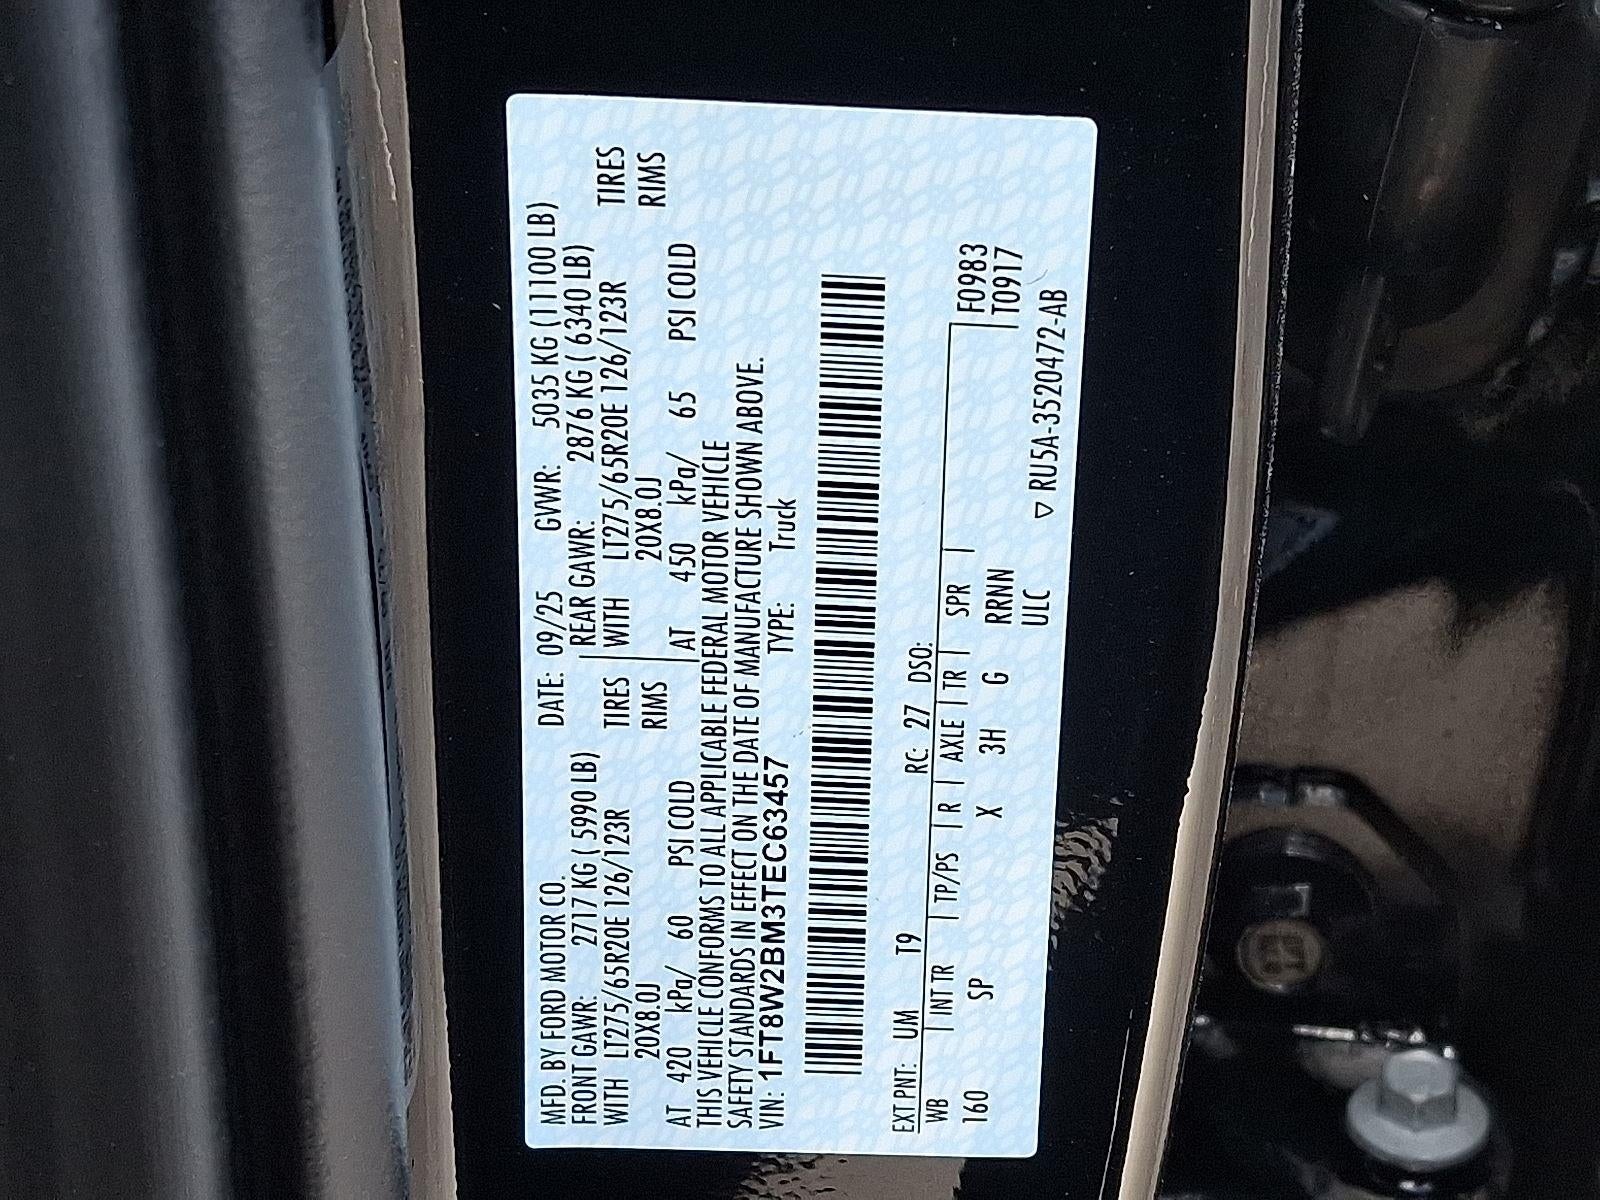 MFD. BY FORD MOTOR CO. DATE: 09/25 GVWR: 5035 KG (11100 LB)
FRONT GAWR: 2717 KG ( 5990 LB) REAR GAWR: 2876 KG ( 6340 LB)
WITH LT275/65R20E 126/123R TIRES WITH LT275/65R20E 126/123R TIRES
20X8.0J RIMS 20X8.0J RIMS
AT 420 kPa/ 60 PSI COLD AT 450 kPa/ 65 PSI COLD
THIS VEHICLE CONFORMS TO ALL APPLICABLE FEDERAL MOTOR VEHICLE
SAFETY STANDARDS IN EFFECT ON THE DATE OF MANUFACTURE SHOWN ABOVE.
VIN: 1FT8W2BM3TEC63457 TYPE: Truck
EXT PNT: UM T9 RC: 27 DSO:
WB INT TR TP/PS R AXLE TR SPR F0983
160 SP X 3H G RRNN T0917
ULC ▽ RU5A-3520472-AB